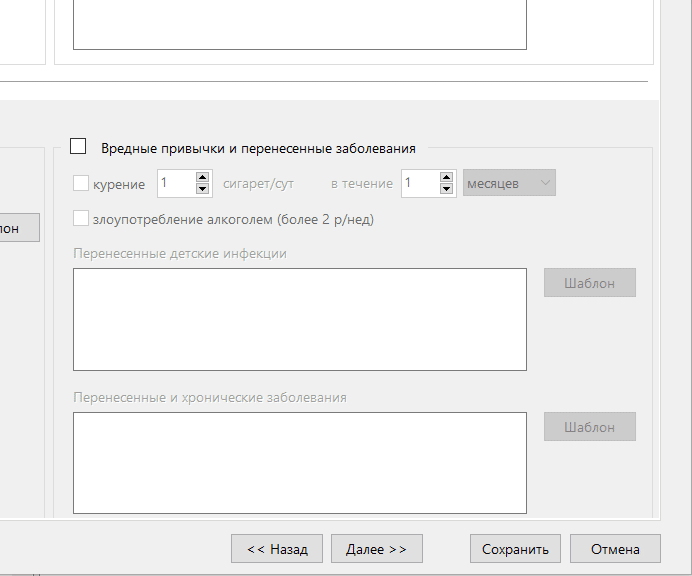 Вредные привычки и перенесенные заболевания
курение 1 сигарет/сут в течение 1 месяцев
лон
злоупотребление алкоголем (более 2 р/нед)
Перенесенные детские инфекции
Шаблон
Перенесенные и хронические заболевания
Шаблон
<< Назад Далее >> Сохранить Отмена